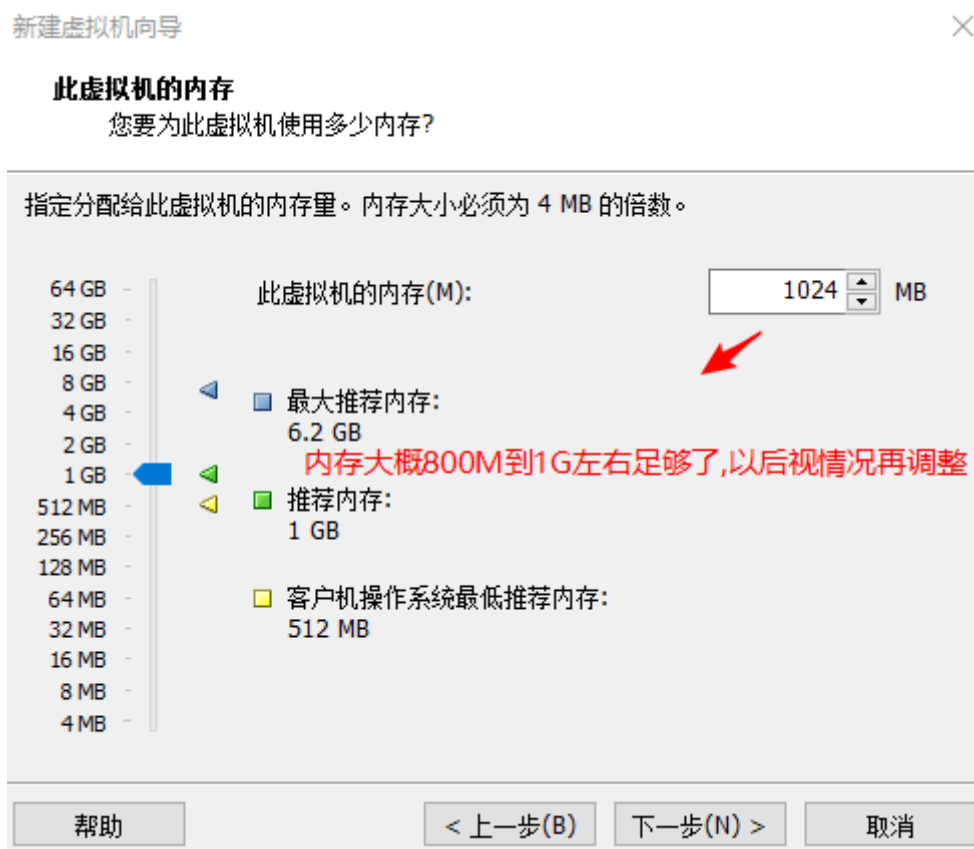 新建虚拟机向导
此虚拟机的内存
您要为此虚拟机使用多少内存?
指定分配给此虚拟机的内存量。内存大小必须为 4 MB 的倍数。
64 GB
32 GB
16 GB
8 GB
4 GB
2 GB
1 GB
512 MB
256 MB
128 MB
64 MB
32 MB
16 MB
8 MB
4 MB
此虚拟机的内存(M):
1024 MB
最大推荐内存:
6.2 GB
内存大概800M到1G左右足够了,以后视情况再调整
推荐内存:
1 GB
客户机操作系统最低推荐内存:
512 MB
帮助
< 上一步(B)
下一步(N) >
取消